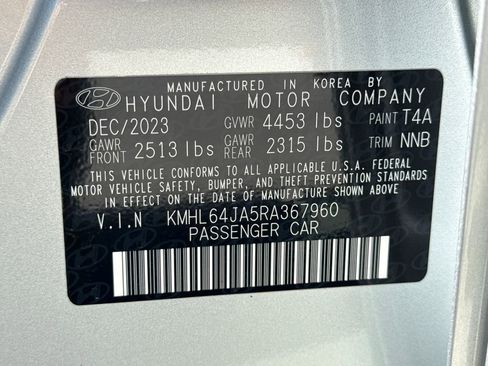 MANUFACTURED IN KOREA BY
HYUNDAI MOTOR COMPANY
DEC/2023 GVWR 4453 lbs PAINT T4A
GAWR FRONT 2513 lbs GAWR REAR 2315 lbs TRIM NNB
THIS VEHICLE CONFORMS TO ALL APPLICABLE U.S.A. FEDERAL
MOTOR VEHICLE SAFETY, BUMPER, AND THEFT PREVENTION STANDARDS
IN EFFECT ON THE DATE OF MANUFACTURE SHOWN ABOVE.
V.I.N KMHL64JA5RA367960
PASSENGER CAR